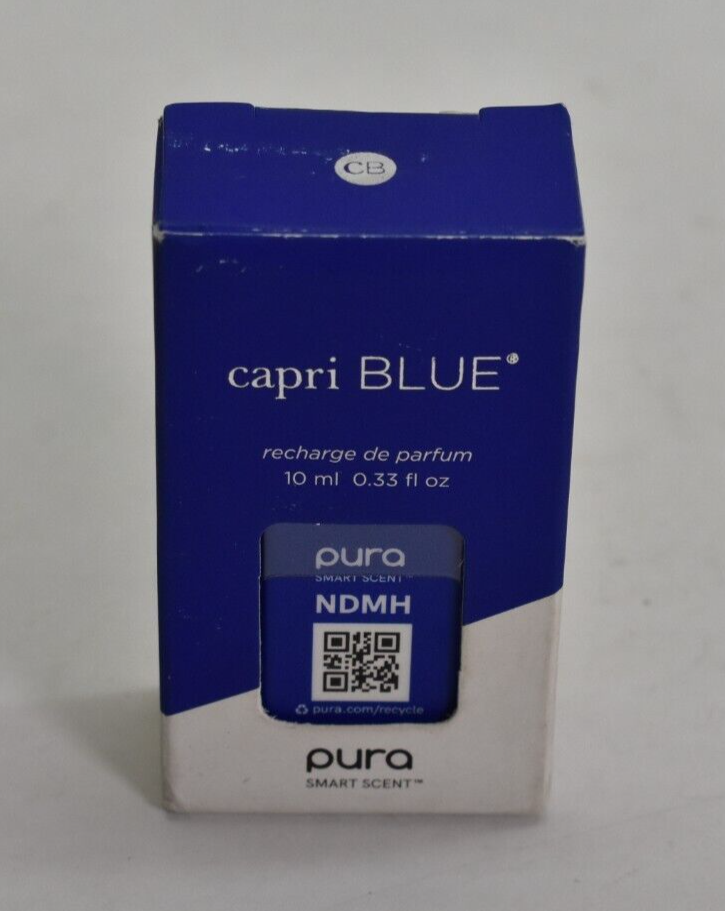 CB
capri BLUE®
recharge de parfum
10 ml 0.33 fl oz
pura
SMART SCENT™
NDMH
pura.com/recycle
pura
SMART SCENT™